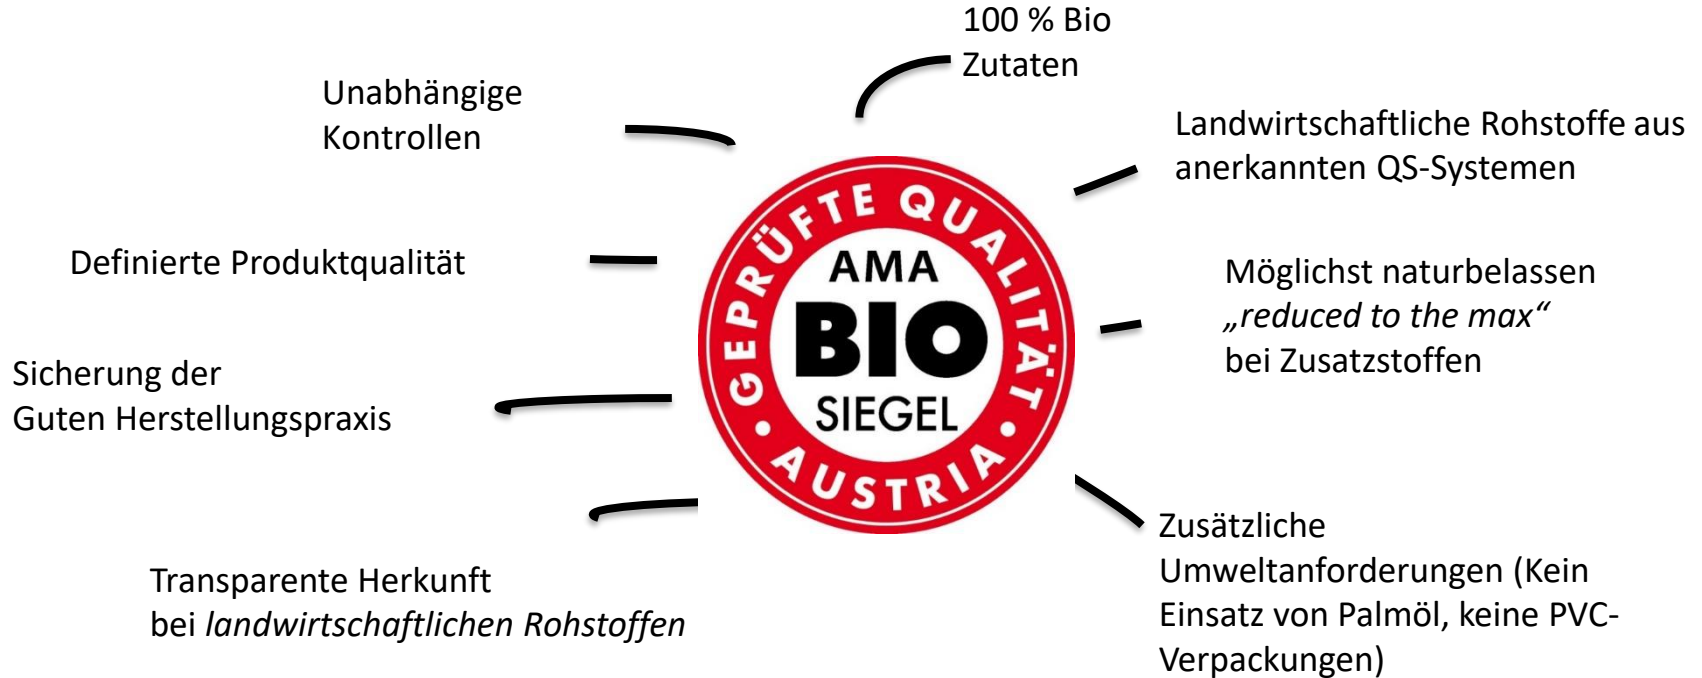 100 % Bio
Zutaten
Unabhängige
Kontrollen
Landwirtschaftliche Rohstoffe aus
anerkannten QS-Systemen
Definierte Produktqualität
Möglichst naturbelassen
„reduced to the max“
bei Zusatzstoffen
Sicherung der
Guten Herstellungspraxis
GEPRÜFTE QUALITÄT
AMA
BIO
SIEGEL
• AUSTRIA •
Transparente Herkunft
bei landwirtschaftlichen Rohstoffen
Zusätzliche
Umweltanforderungen (Kein
Einsatz von Palmöl, keine PVC-
Verpackungen)